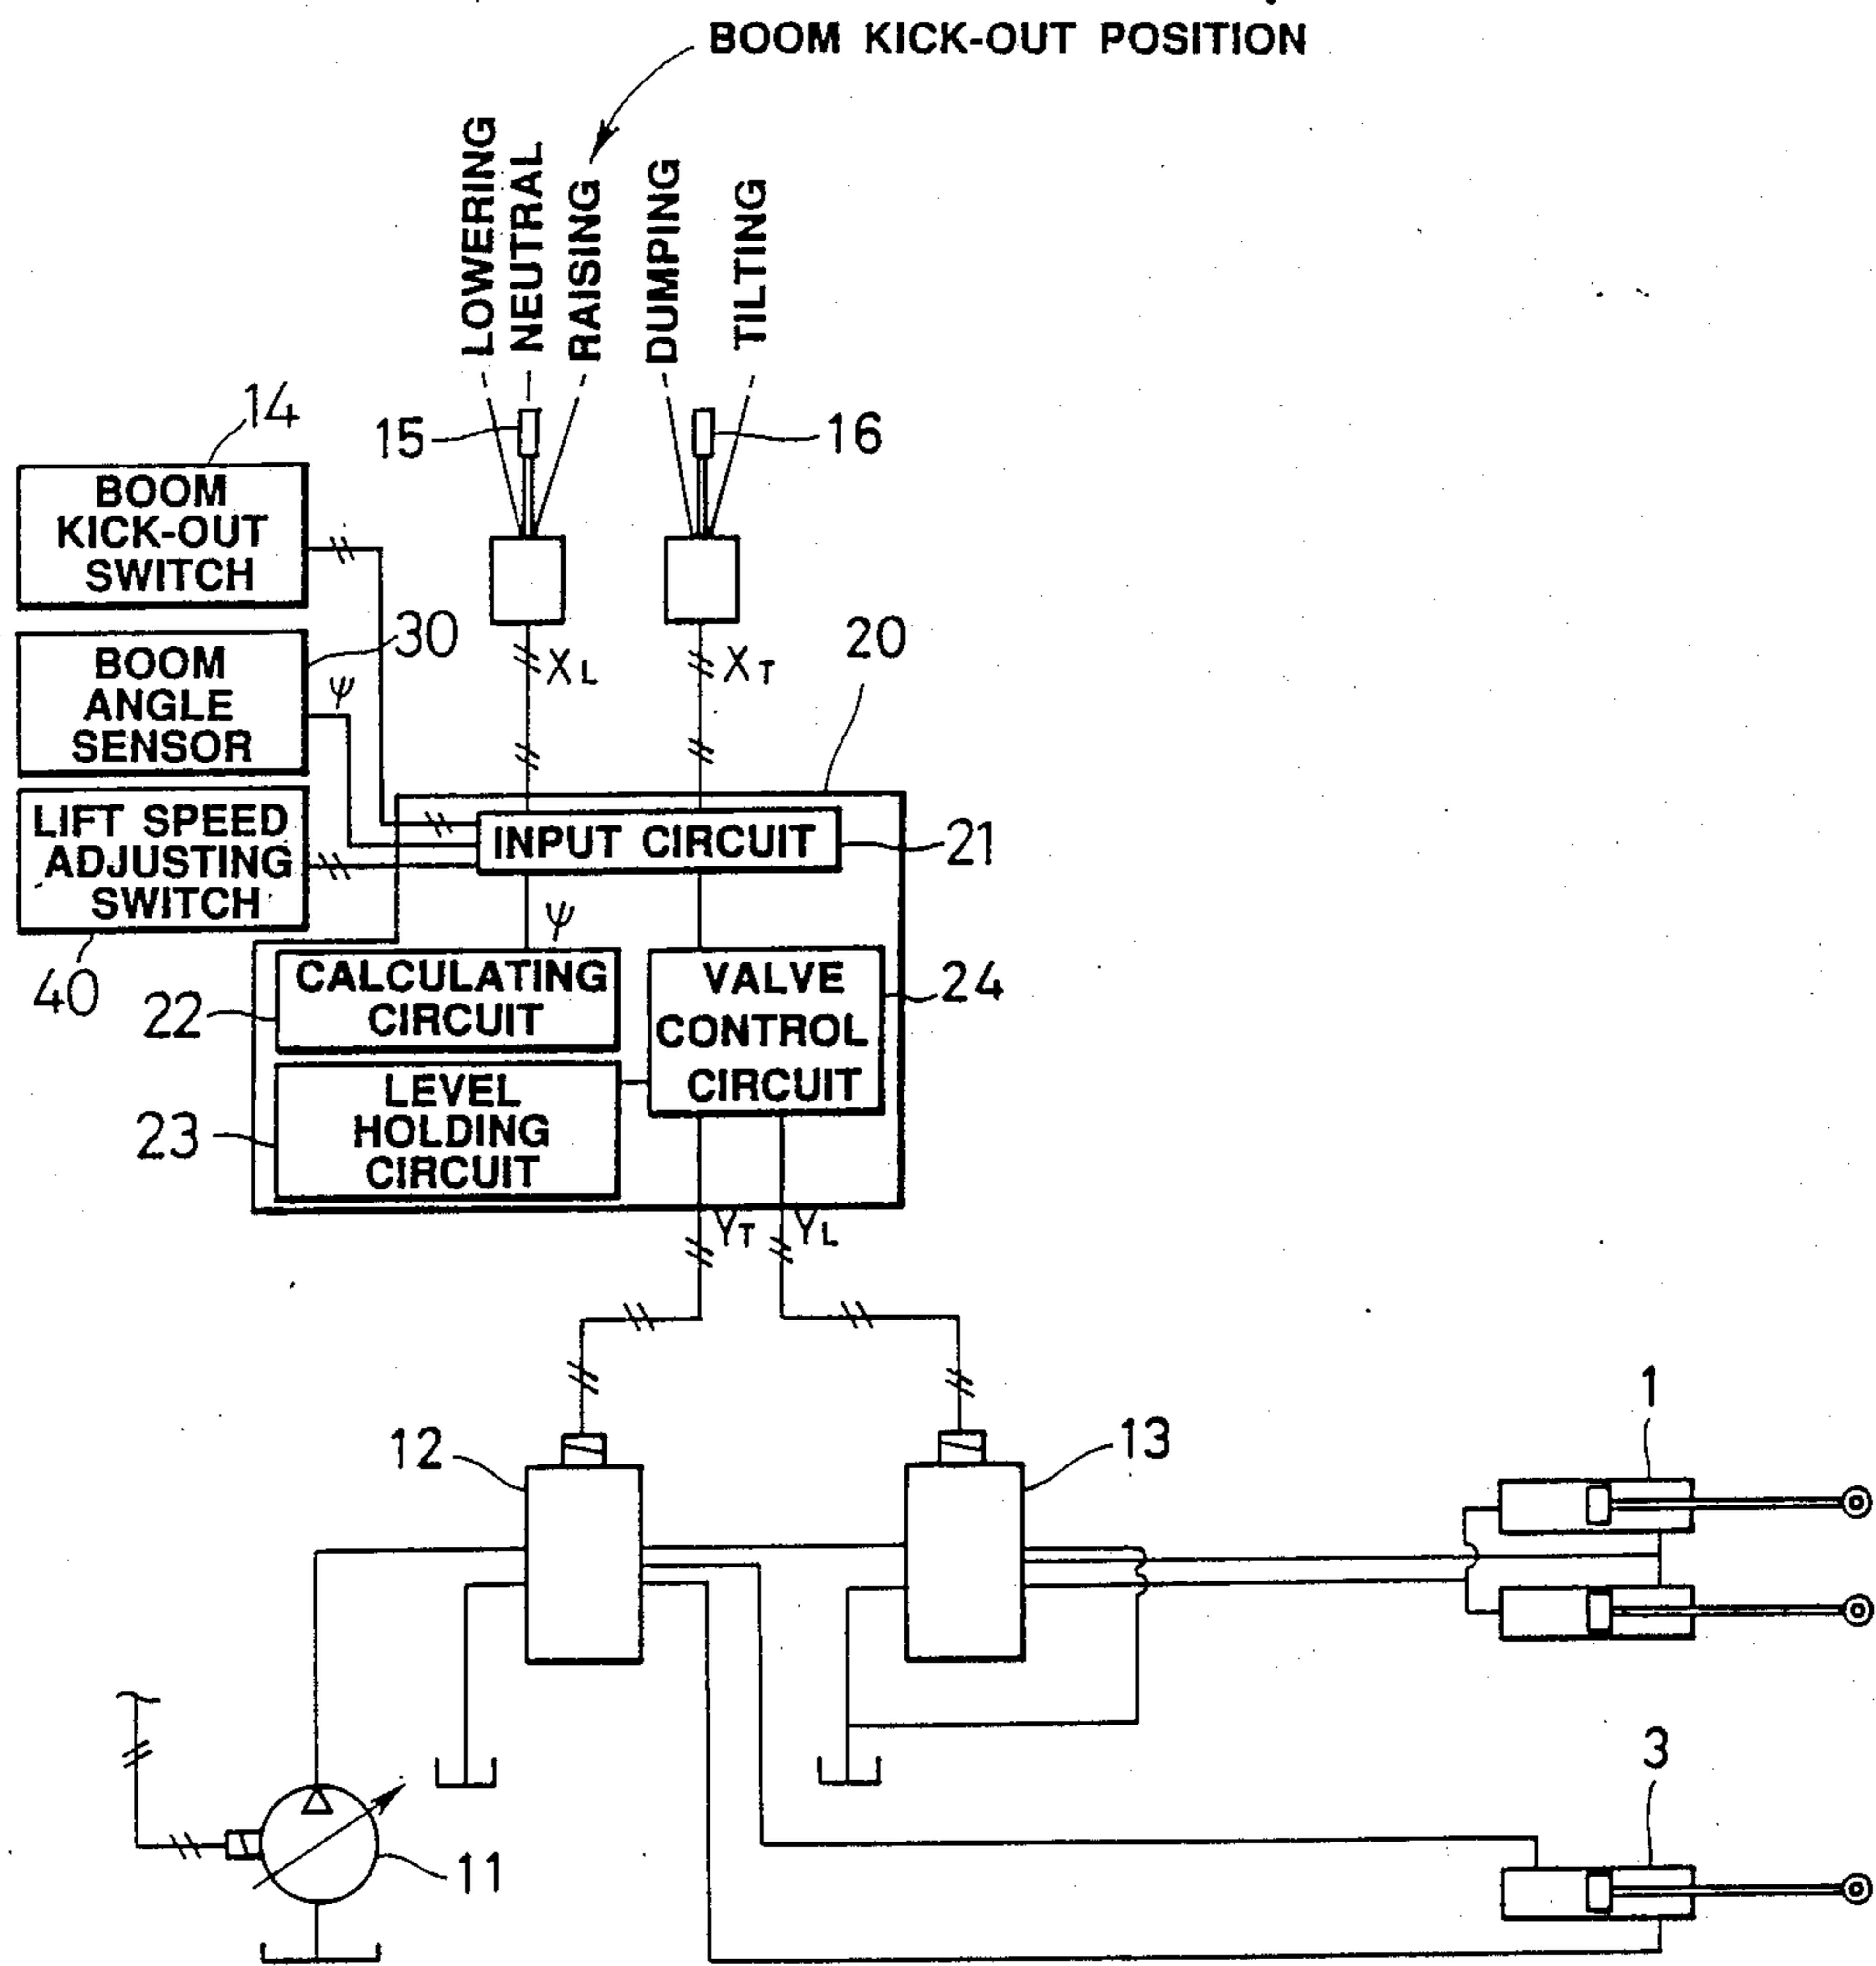 BOOM KICK-OUT POSITION
LOWERING
NEUTRAL
RAISING
DUMPING
TILTING
14
15
16
BOOM
KICK-OUT
SWITCH
30
BOOM
ANGLE
SENSOR
ψ
XL
XT
20
LIFT SPEED
ADJUSTING
SWITCH
40
INPUT CIRCUIT
21
ψ
CALCULATING
CIRCUIT
22
VALVE
CONTROL
CIRCUIT
24
LEVEL
HOLDING
CIRCUIT
23
YT
YL
12
13
1
11
3